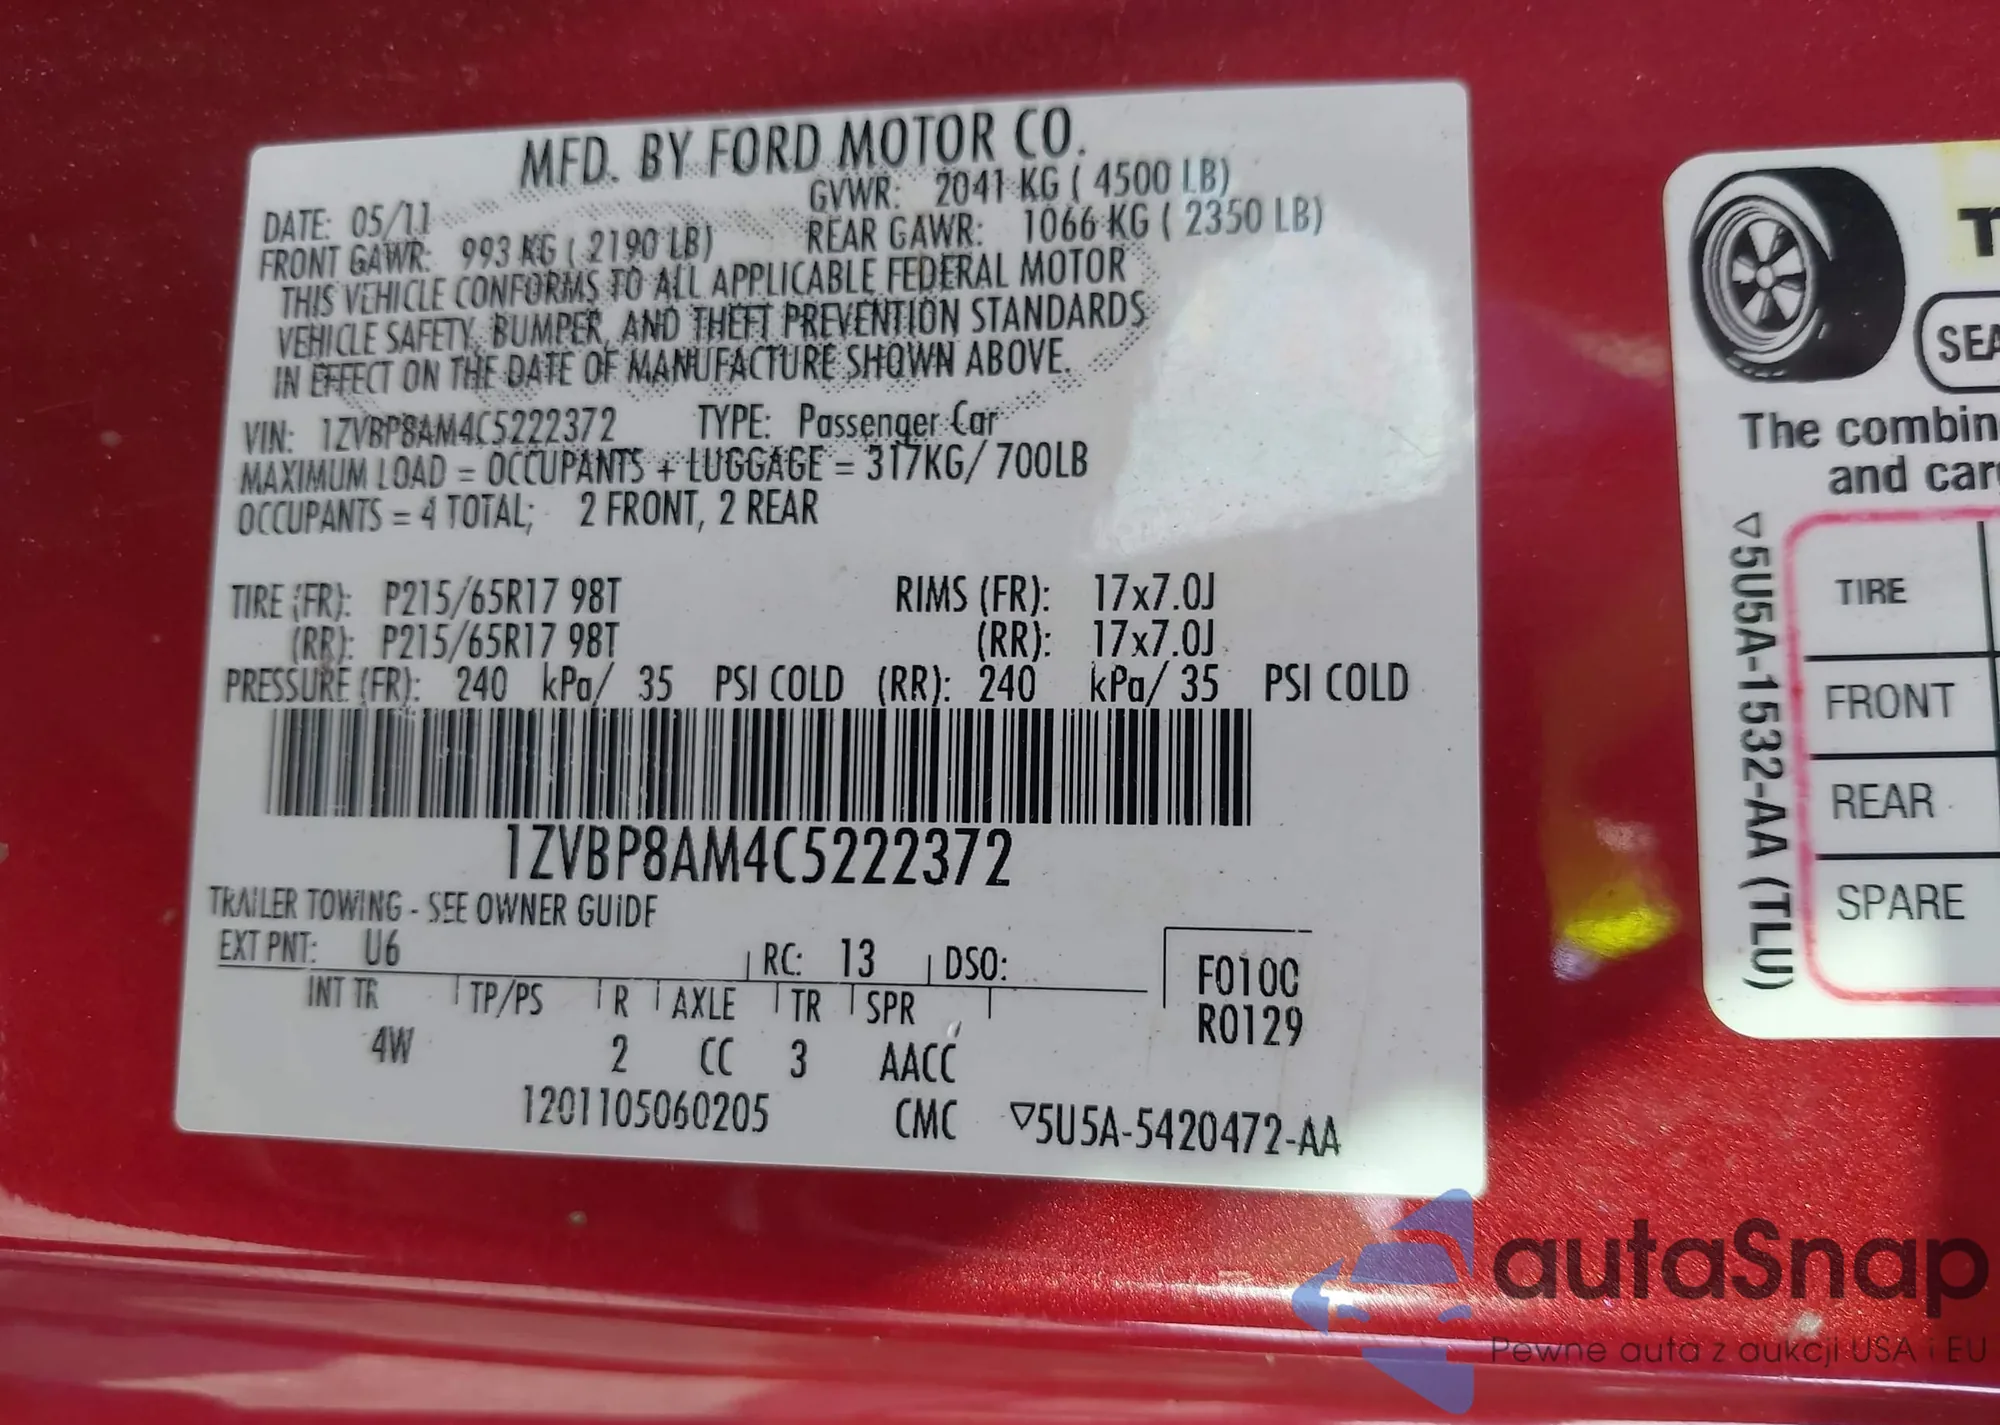 MFD. BY FORD MOTOR CO.
DATE: 05/11 GVWR: 2041 KG ( 4500 LB)
FRONT GAWR: 993 KG ( 2190 LB) REAR GAWR: 1066 KG ( 2350 LB)
THIS VEHICLE CONFORMS TO ALL APPLICABLE FEDERAL MOTOR
VEHICLE SAFETY, BUMPER, AND THEFT PREVENTION STANDARDS
IN EFFECT ON THE DATE OF MANUFACTURE SHOWN ABOVE.
VIN: 1ZVBP8AM4C5222372 TYPE: Passenger Car
MAXIMUM LOAD = OCCUPANTS + LUGGAGE = 317KG/ 700LB
OCCUPANTS = 4 TOTAL; 2 FRONT, 2 REAR
TIRE (FR): P215/65R17 98T RIMS (FR): 17x7.0J
(RR): P215/65R17 98T (RR): 17x7.0J
PRESSURE (FR): 240 kPa/ 35 PSI COLD (RR): 240 kPa/ 35 PSI COLD
1ZVBP8AM4C5222372
TRAILER TOWING - SEE OWNER GUIDE
EXT PNT: U6 RC: 13 DSO:
INT TR TP/PS R AXLE TR SPR
4W 2 CC 3 AACC
F010C
R0129
1201105060205 CMC ▽5U5A-5420472-AA
The combin
and car
▽5U5A-1532-AA (TLU)
TIRE
FRONT
REAR
SPARE
autaSnap
Pewne auta z aukcji USA i EU